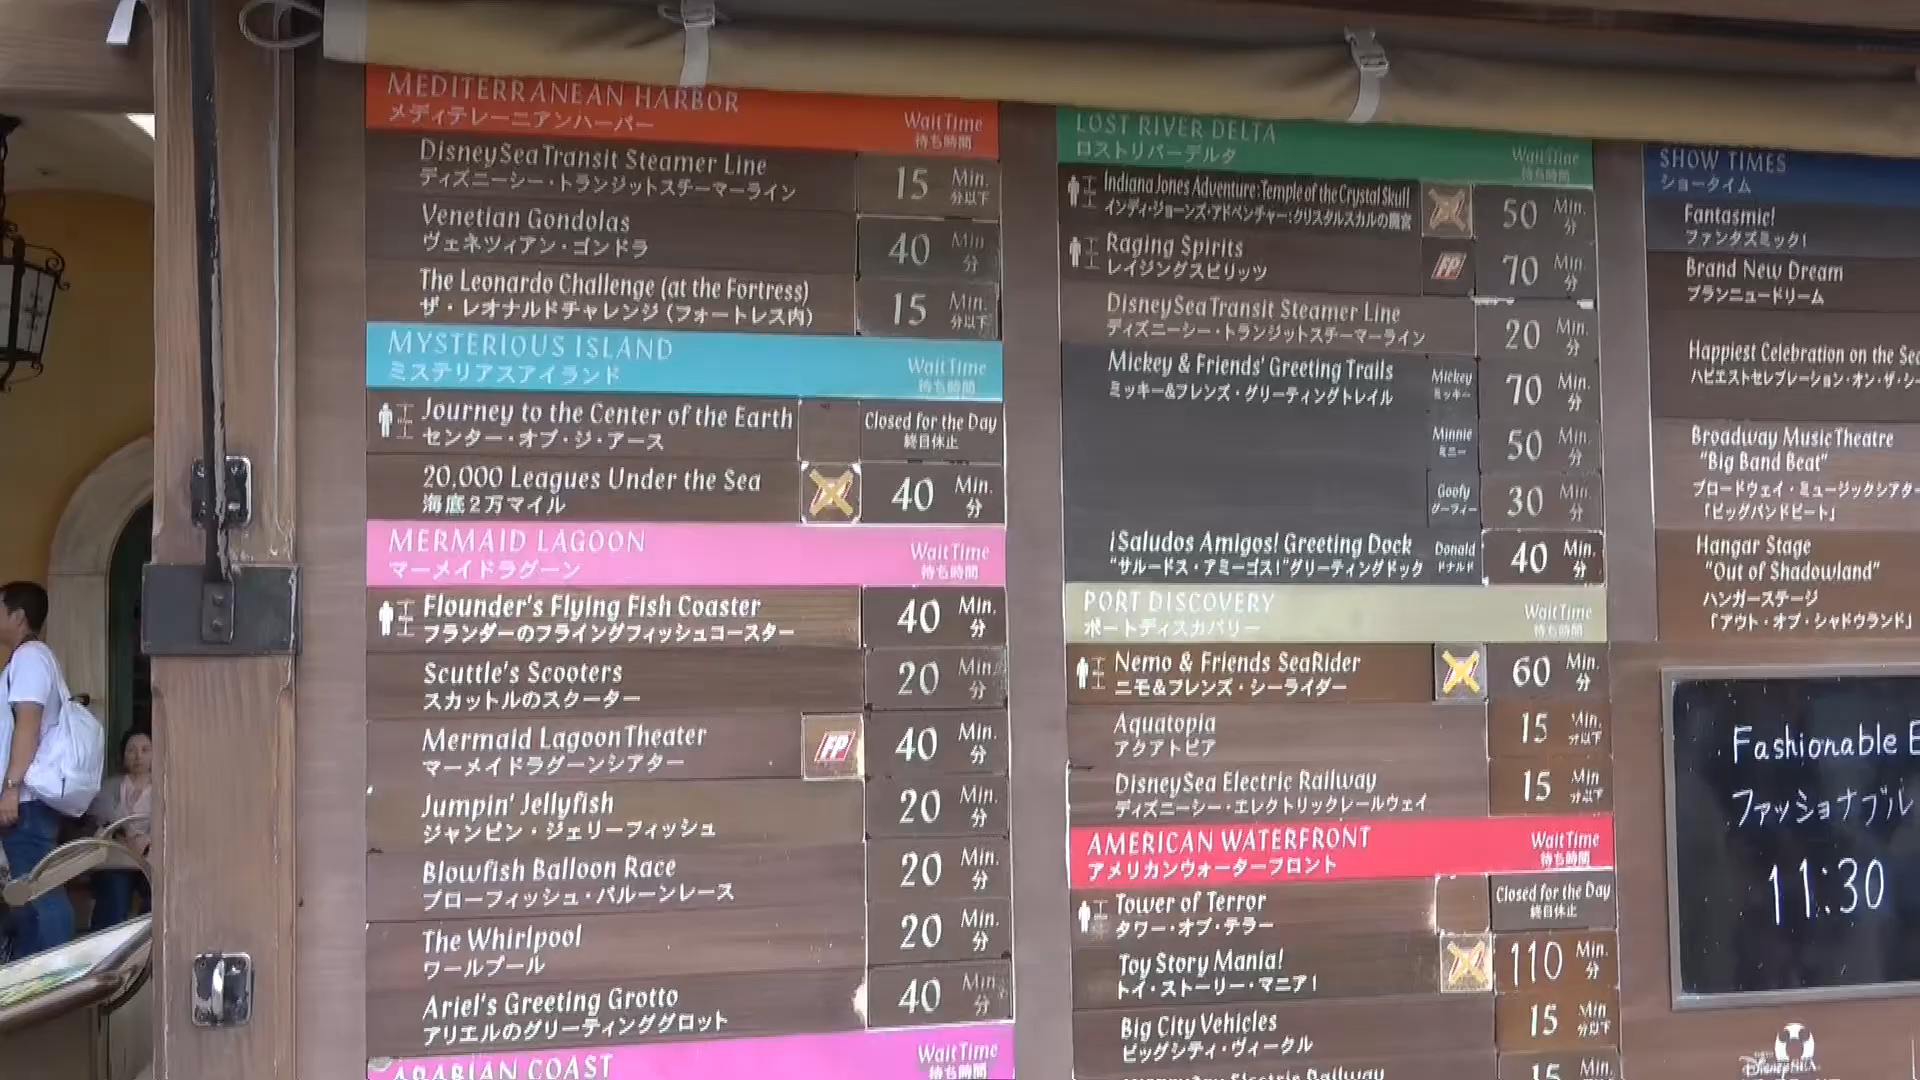 MEDITERRANEAN HARBOR
メディテレーニアンハーバー
Wait Time
待ち時間
DisneySea Transit Steamer Line
ディズニーシー・トランジットスチーマーライン
15 Min.
分以下
Venetian Gondolas
ヴェネツィアン・ゴンドラ
40 Min
分
The Leonardo Challenge (at the Fortress)
ザ・レオナルドチャレンジ(フォートレス内)
15 Min.
分以下
MYSTERIOUS ISLAND
ミステリアスアイランド
Wait Time
待ち時間
Journey to the Center of the Earth
センター・オブ・ジ・アース
Closed for the Day
終日休止
20,000 Leagues Under the Sea
海底2万マイル
40 Min.
分
MERMAID LAGOON
マーメイドラグーン
Wait Time
待ち時間
Flounder's Flying Fish Coaster
フランダーのフライングフィッシュコースター
40 Min.
分
Scuttle's Scooters
スカットルのスクーター
20 Min.
分
Mermaid Lagoon Theater
マーメイドラグーンシアター
FP
40 Min.
分
Jumpin' Jellyfish
ジャンピン・ジェリーフィッシュ
20 Min.
分
Blowfish Balloon Race
ブローフィッシュ・バルーンレース
20 Min.
分
The Whirlpool
ワールプール
20 Min.
分
Ariel's Greeting Grotto
アリエルのグリーティンググロット
40 Min.
分
ARABIAN COAST
Wait Time
待ち時間
LOST RIVER DELTA
ロストリバーデルタ
Wait Time
待ち時間
Indiana Jones Adventure: Temple of the Crystal Skull
インディ・ジョーンズ・アドベンチャー:クリスタルスカルの魔宮
50 Min.
分
Raging Spirits
レイジングスピリッツ
FP
70 Min.
分
DisneySea Transit Steamer Line
ディズニーシー・トランジットスチーマーライン
20 Min.
分
Mickey & Friends' Greeting Trails
ミッキー&フレンズ・グリーティングトレイル
Mickey
ミッキー
70 Min.
分
Minnie
ミニー
50 Min.
分
Goofy
グーフィー
30 Min.
分
¡Saludos Amigos! Greeting Dock
"サルードス・アミーゴス!"グリーティングドック
Donald
ドナルド
40 Min.
分
PORT DISCOVERY
ポートディスカバリー
Wait Time
待ち時間
Nemo & Friends SeaRider
ニモ&フレンズ・シーライダー
60 Min.
分
Aquatopia
アクアトピア
15 Min.
分以下
DisneySea Electric Railway
ディズニーシー・エレクトリックレールウェイ
15 Min
分以下
AMERICAN WATERFRONT
アメリカンウォーターフロント
Wait Time
待ち時間
Tower of Terror
タワー・オブ・テラー
Closed for the Day
終日休止
Toy Story Mania!
トイ・ストーリー・マニア!
110 Min.
分
Big City Vehicles
ビッグシティ・ヴィークル
15 Min
分以下
Electric Railway
15 Min.
SHOW TIMES
ショータイム
Fantasmic!
ファンタズミック!
Brand New Dream
ブランニュードリーム
Happiest Celebration on the Sea
ハピエストセレブレーション・オン・ザ・シー
Broadway Music Theatre
"Big Band Beat"
ブロードウェイ・ミュージックシアター
「ビッグバンドビート」
Hangar Stage
"Out of Shadowland"
ハンガーステージ
「アウト・オブ・シャドウランド」
Fashionable E
ファッショナブル
11:30
Disney SEA